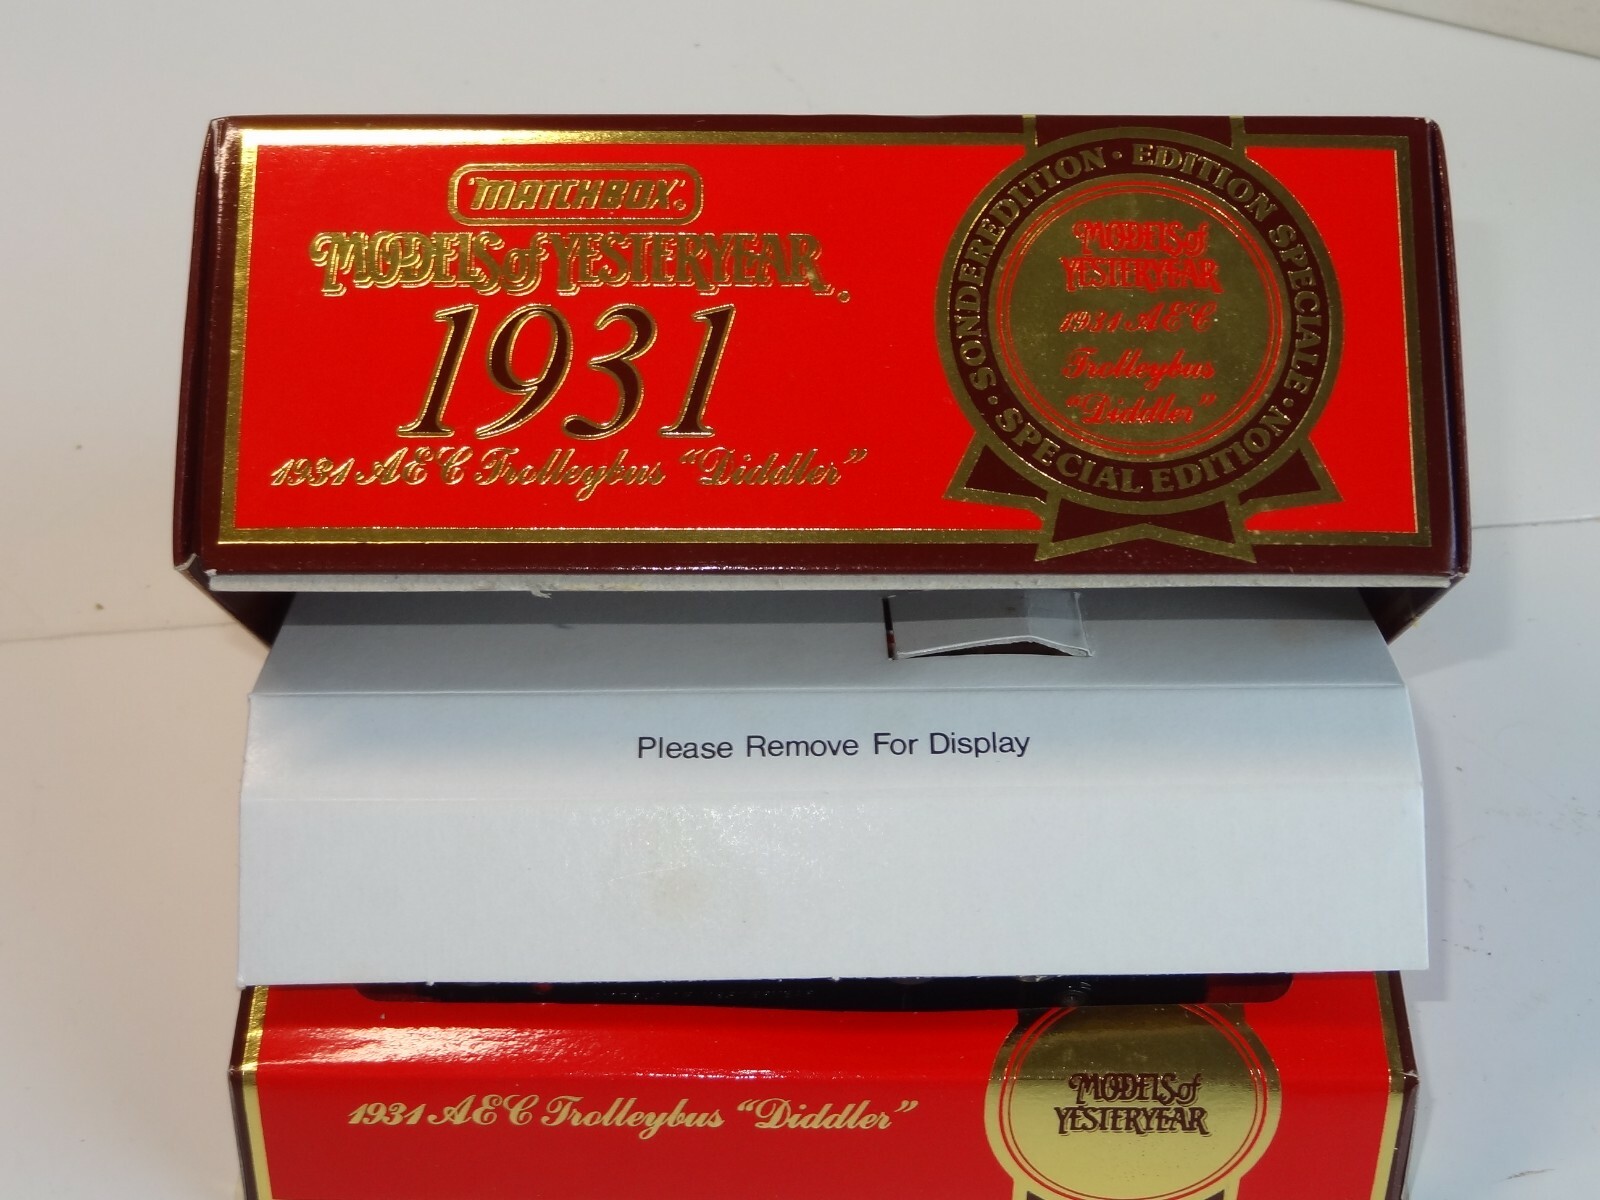 MATCHBOX
MODELS of YESTERYEAR
1931
1931 AEC Trolleybus "Diddler"
SONDEREDITION · EDITION SPECIALE · SPECIAL EDITION ·
MODELS of
YESTERYEAR
1931 AEC
Trolleybus
"Diddler"
Please Remove For Display
1931 AEC Trolleybus "Diddler"
MODELS of
YESTERYEAR